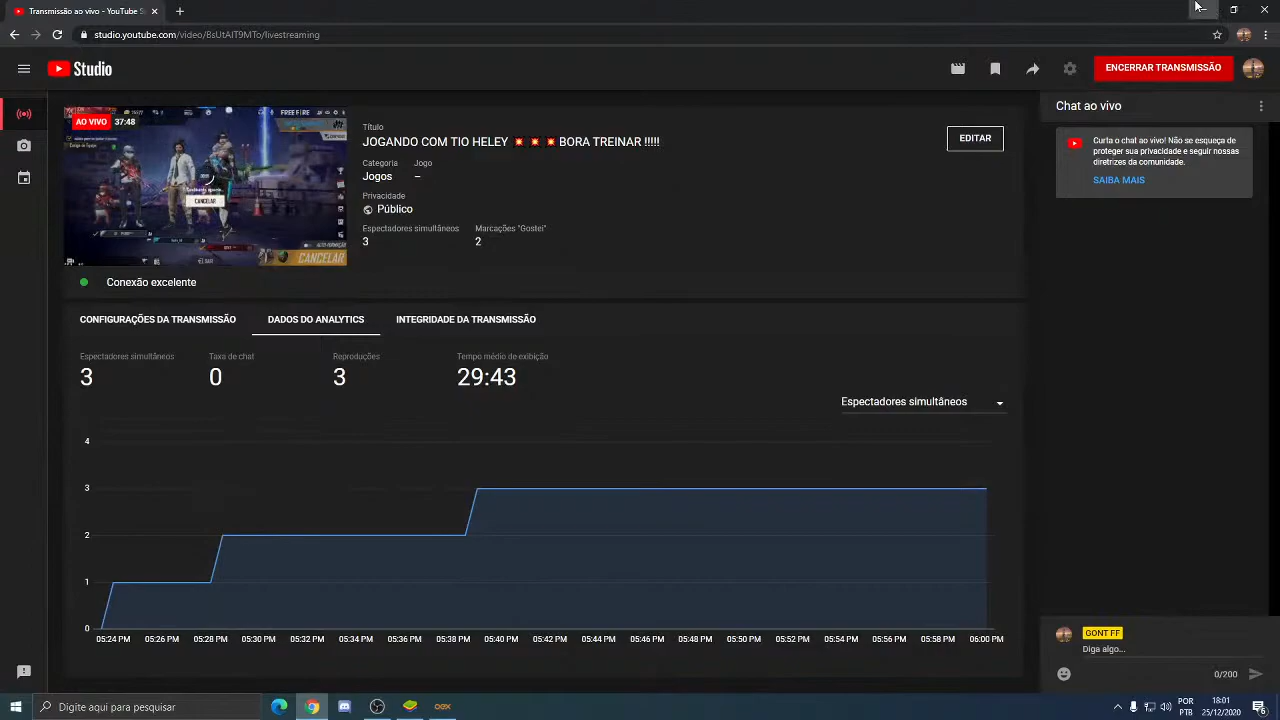 Transmissão ao vivo - YouTube S
studio.youtube.com/video/8sUtAIT9MTo/livestreaming
Studio
ENCERRAR TRANSMISSÃO
AO VIVO
37:48
FREE FIRE
CANCELAR
CANCELAR
Título
JOGANDO COM TIO HELEY 💥💥💥BORA TREINAR !!!!!
EDITAR
Categoria
Jogo
Jogos
–
Privacidade
Público
Espectadores simultâneos
Marcações "Gostei"
3
2
Conexão excelente
CONFIGURAÇÕES DA TRANSMISSÃO
DADOS DO ANALYTICS
INTEGRIDADE DA TRANSMISSÃO
Espectadores simultâneos
Taxa de chat
Reproduções
Tempo médio de exibição
3
0
3
29:43
Espectadores simultâneos
4
3
2
1
0
05:24 PM 05:26 PM 05:28 PM 05:30 PM 05:32 PM 05:34 PM 05:36 PM 05:38 PM 05:40 PM 05:42 PM 05:44 PM 05:46 PM 05:48 PM 05:50 PM 05:52 PM 05:54 PM 05:56 PM 05:58 PM 06:00 PM
Chat ao vivo
Curta o chat ao vivo! Não se esqueça de
proteger sua privacidade e seguir nossas
diretrizes da comunidade.
SAIBA MAIS
GONT FF
Diga algo...
0/200
Digite aqui para pesquisar
POR
PTB
18:01
25/12/2020